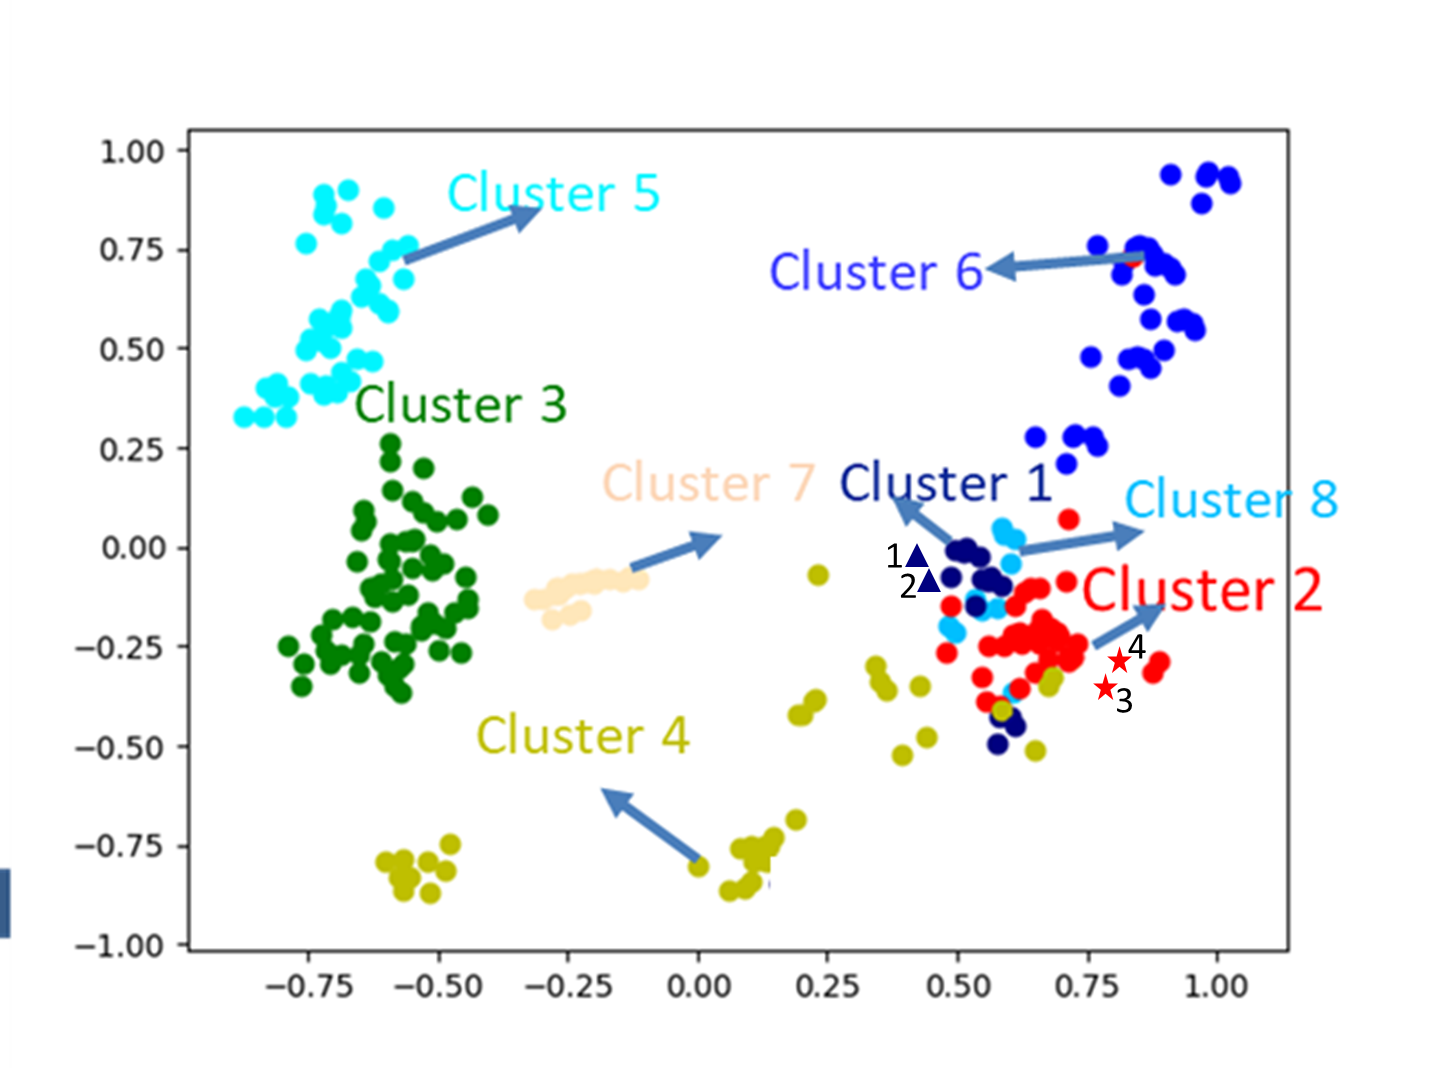 1.00
Cluster 5
0.75
Cluster 6
0.50
Cluster 3
0.25
Cluster 7
Cluster 1
Cluster 8
0.00
1
2
Cluster 2
−0.25
4
3
Cluster 4
−0.50
−0.75
−1.00
−0.75 −0.50 −0.25 0.00 0.25 0.50 0.75 1.00